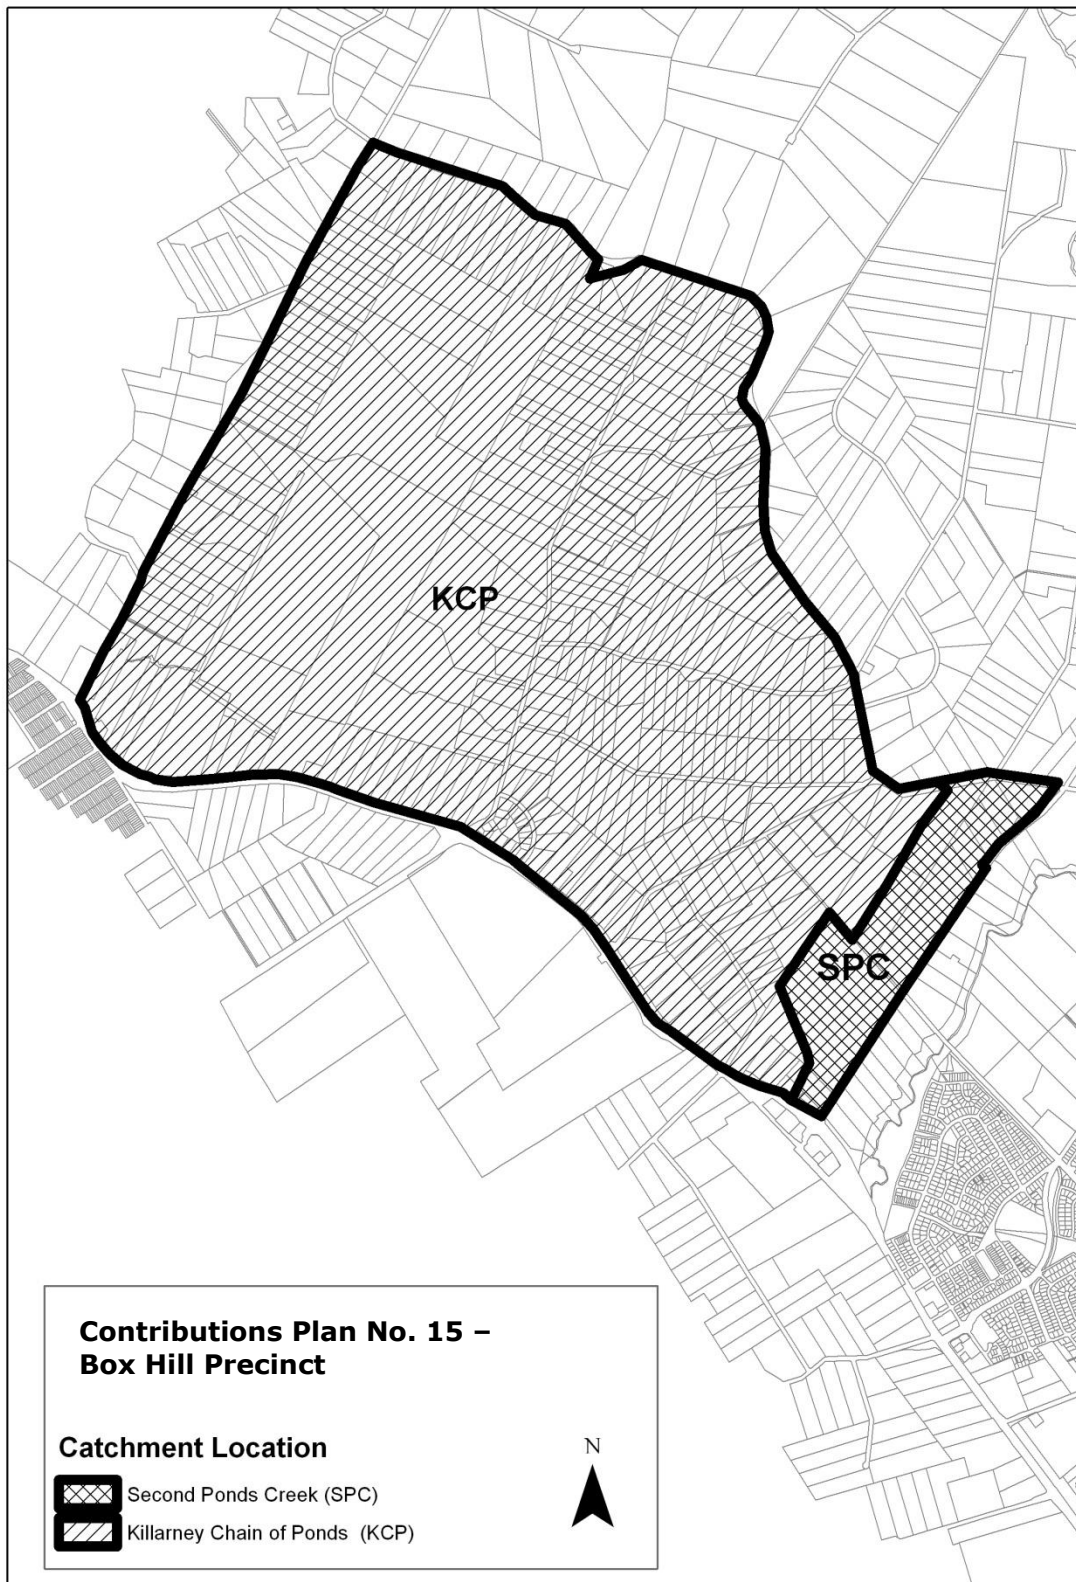 KCP
SPC
Contributions Plan No. 15 –
Box Hill Precinct
Catchment Location
N
Second Ponds Creek (SPC)
Killarney Chain of Ponds (KCP)